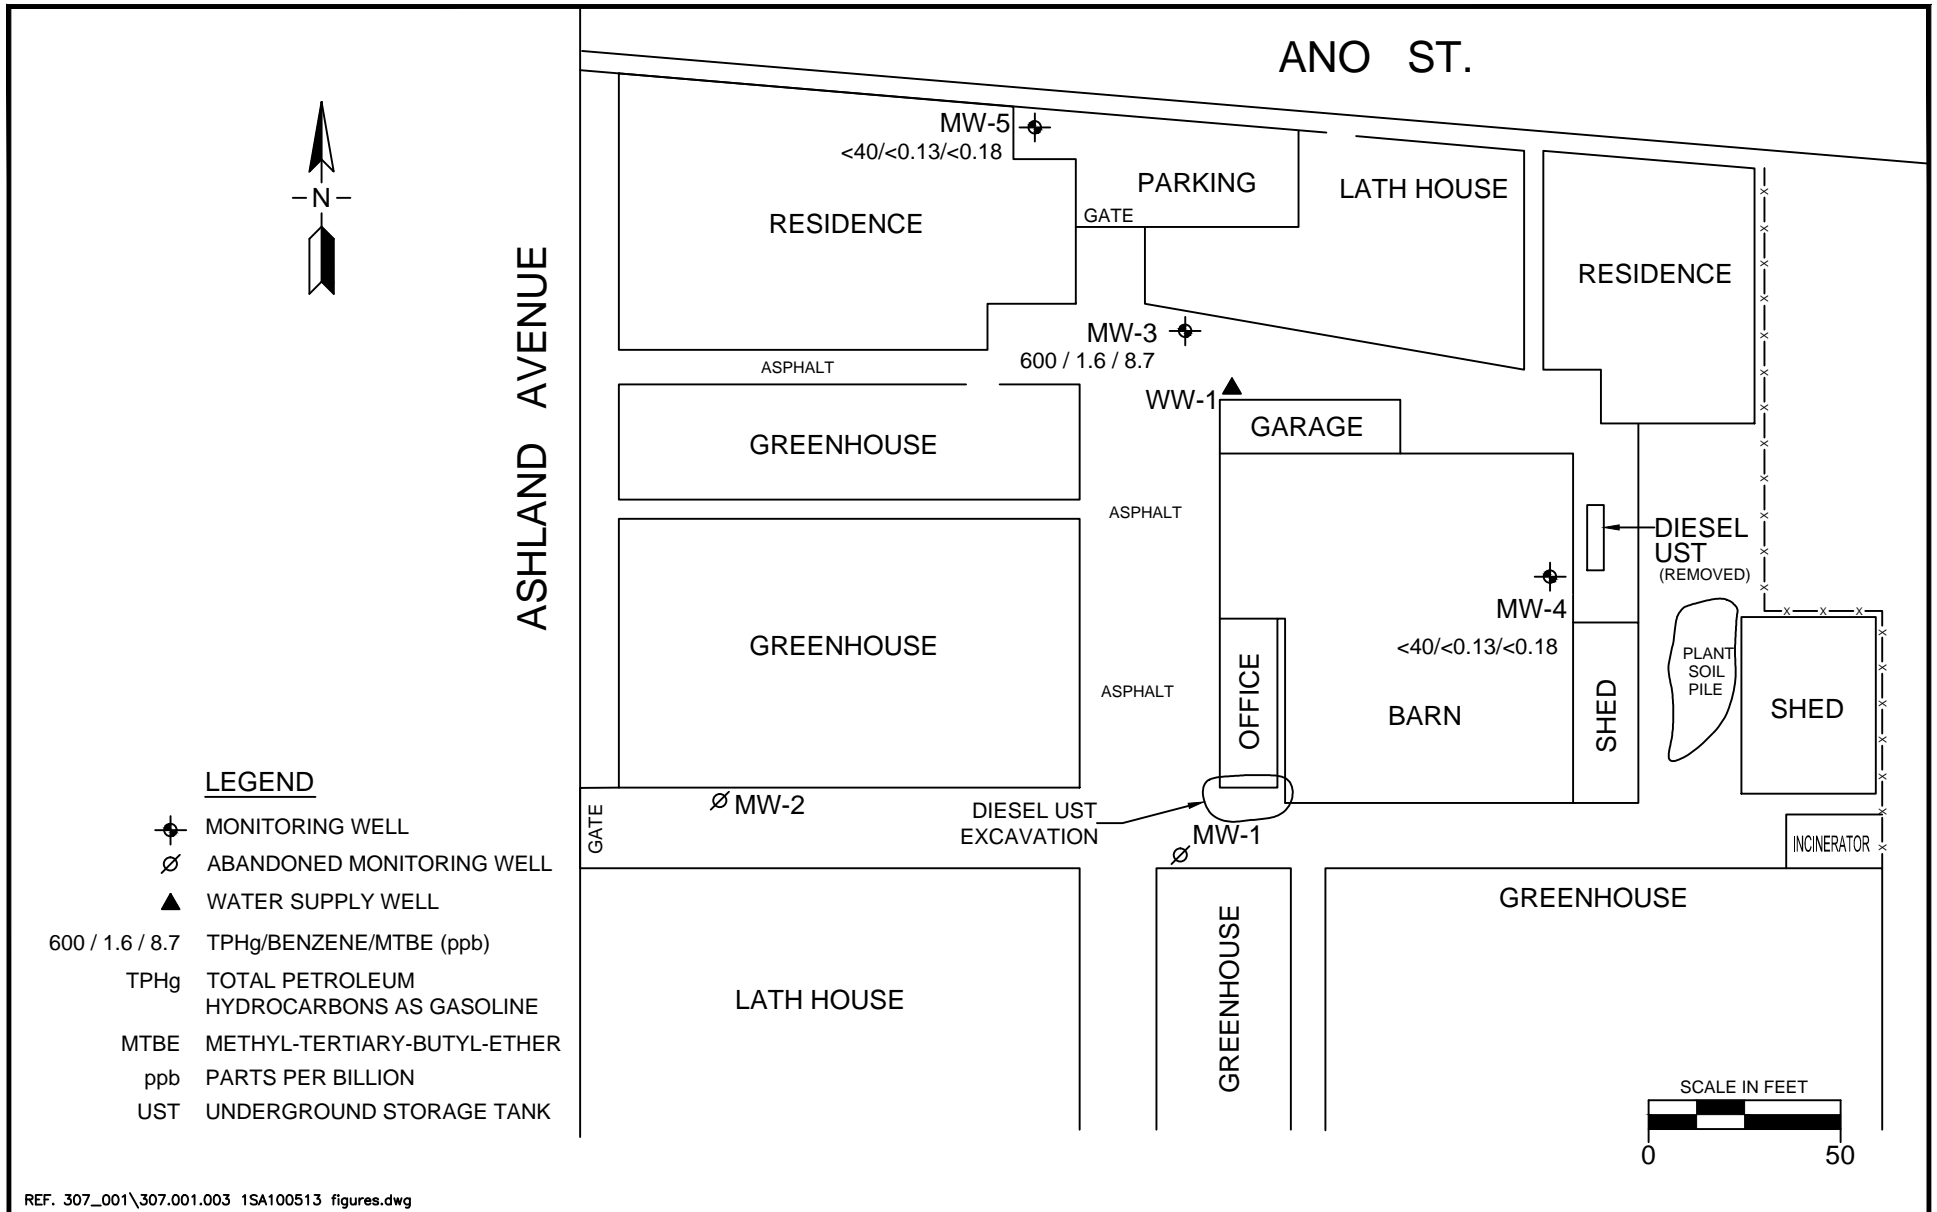 ANO ST.
N
ASHLAND AVENUE
MW-5
<40/<0.13/<0.18
PARKING
GATE
RESIDENCE
LATH HOUSE
RESIDENCE
MW-3
600 / 1.6 / 8.7
ASPHALT
WW-1
GARAGE
GREENHOUSE
ASPHALT
DIESEL
UST
(REMOVED)
MW-4
<40/<0.13/<0.18
GREENHOUSE
ASPHALT
OFFICE
BARN
SHED
PLANT
SOIL
PILE
SHED
GATE
MW-2
DIESEL UST
EXCAVATION
MW-1
INCINERATOR
LATH HOUSE
GREENHOUSE
GREENHOUSE
LEGEND
MONITORING WELL
ABANDONED MONITORING WELL
WATER SUPPLY WELL
600 / 1.6 / 8.7 TPHg/BENZENE/MTBE (ppb)
TPHg TOTAL PETROLEUM
HYDROCARBONS AS GASOLINE
MTBE METHYL-TERTIARY-BUTYL-ETHER
ppb PARTS PER BILLION
UST UNDERGROUND STORAGE TANK
SCALE IN FEET
0 50
REF. 307_001\307.001.003 1SA100513 figures.dwg